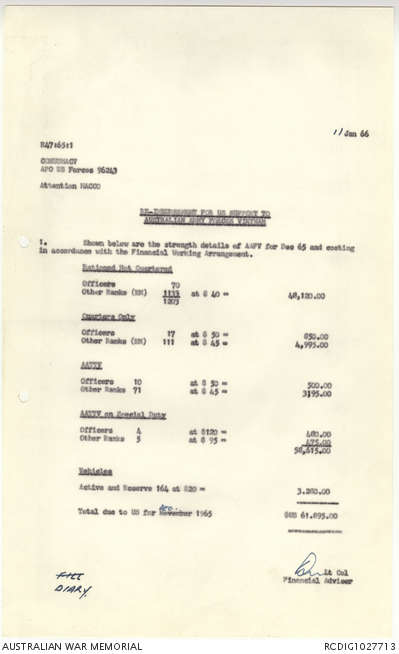 11 Jan 66
R47:65:1
COMUSMACV
APO US Forces 96243
Attention MACCO
RE-IMBURSEMENT FOR US SUPPORT TO
AUSTRALIAN ARMY FORCES VIETNAM
1. Shown below are the strength details of AAFV for Dec 65 and costing
in accordance with the Financial Working Arrangement.
Rationed Not Quartered
Officers 70
Other Ranks (EM) 1133 at $ 40 = 48,120.00
1203
Quarters Only
Officers 17 at $ 50 = 850.00
Other Ranks (EM) 111 at $ 45 = 4,995.00
AATTV
Officers 10 at $ 50 = 500.00
Other Ranks 71 at $ 45 = 3195.00
AATTV on Special Duty
Officers 4 at $120 = 480.00
Other Ranks 5 at $ 95 = 475.00
58,615.00
Vehicles
Active and Reserve 164 at $20 = 3,280.00
Total due to US for November Dec 1965 $US 61,895.00
Lt Col
Financial Adviser
FILE
DIARY.
AUSTRALIAN WAR MEMORIAL
RCDIG1027713